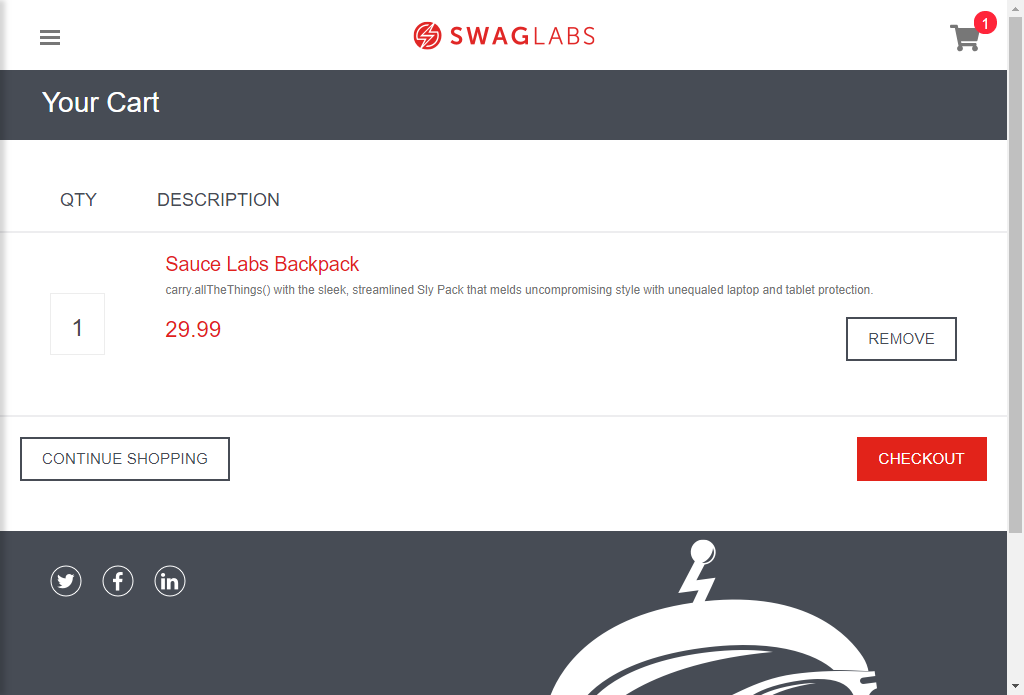 SWAGLABS
1
Your Cart
QTY DESCRIPTION
Sauce Labs Backpack
carry.allTheThings() with the sleek, streamlined Sly Pack that melds uncompromising style with unequaled laptop and tablet protection.
1
29.99
REMOVE
CONTINUE SHOPPING
CHECKOUT